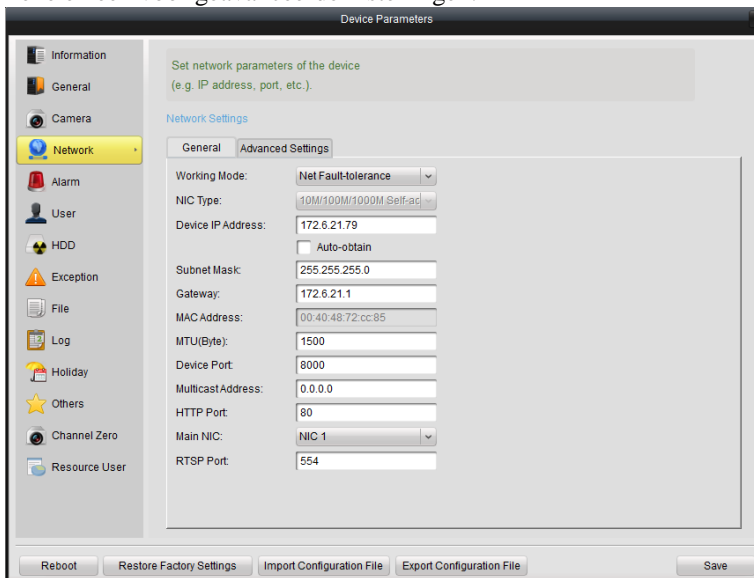 Device Parameters
Information
General
Camera
Network
Alarm
User
HDD
Exception
File
Log
Holiday
Others
Channel Zero
Resource User
Set network parameters of the device
(e.g. IP address, port, etc.).
Network Settings
General Advanced Settings
Working Mode: Net Fault-tolerance
NIC Type: 10M/100M/1000M Self-ac
Device IP Address: 172.6.21.79
Auto-obtain
Subnet Mask: 255.255.255.0
Gateway: 172.6.21.1
MAC Address: 00:40:48:72:cc:85
MTU(Byte): 1500
Device Port: 8000
Multicast Address: 0.0.0.0
HTTP Port: 80
Main NIC: NIC 1
RTSP Port: 554
Reboot Restore Factory Settings Import Configuration File Export Configuration File Save